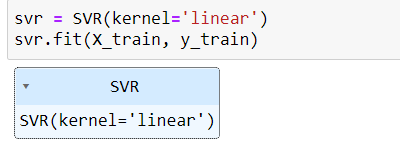 svr = SVR(kernel='linear')
svr.fit(X_train, y_train)
SVR
SVR(kernel='linear')